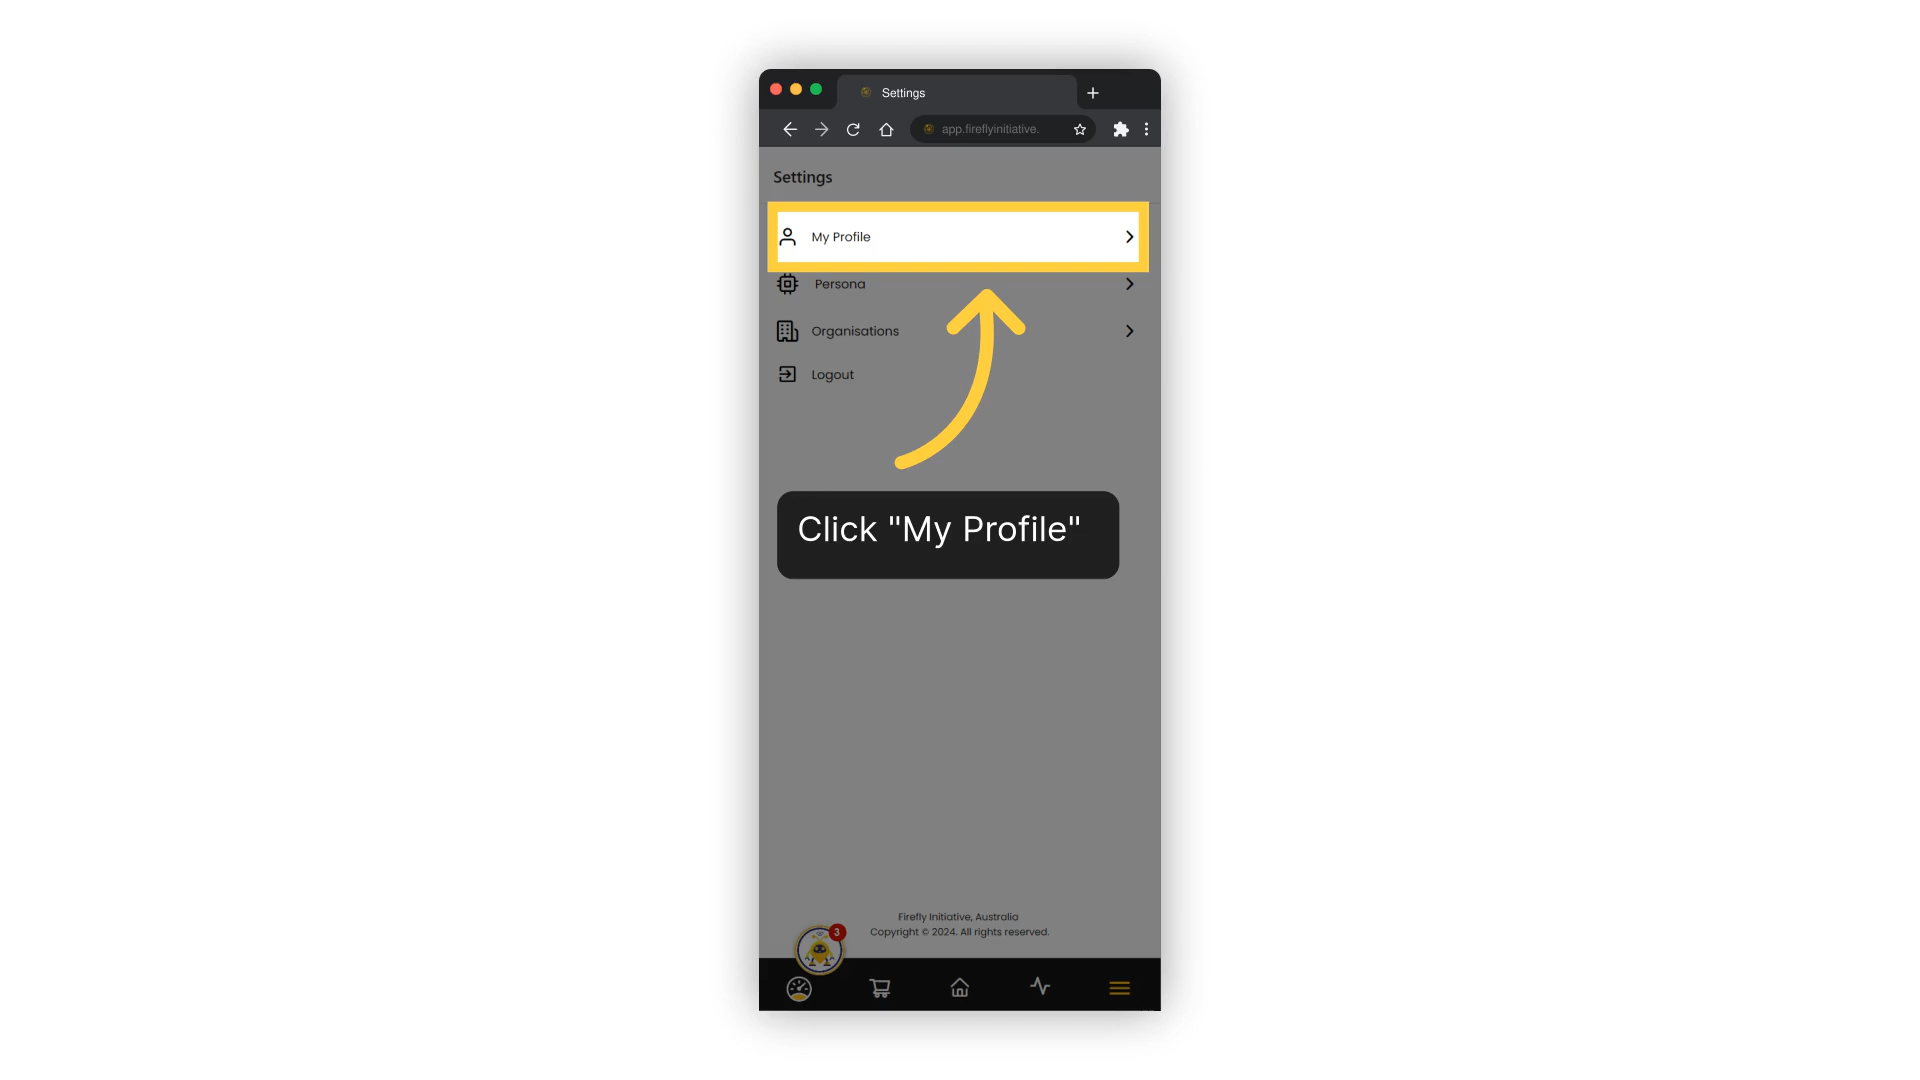 Settings
app.fireflyinitiative.
Settings
My Profile
Persona
Organisations
Logout
Click "My Profile"
Firefly Initiative, Australia
Copyright © 2024. All rights reserved.
3